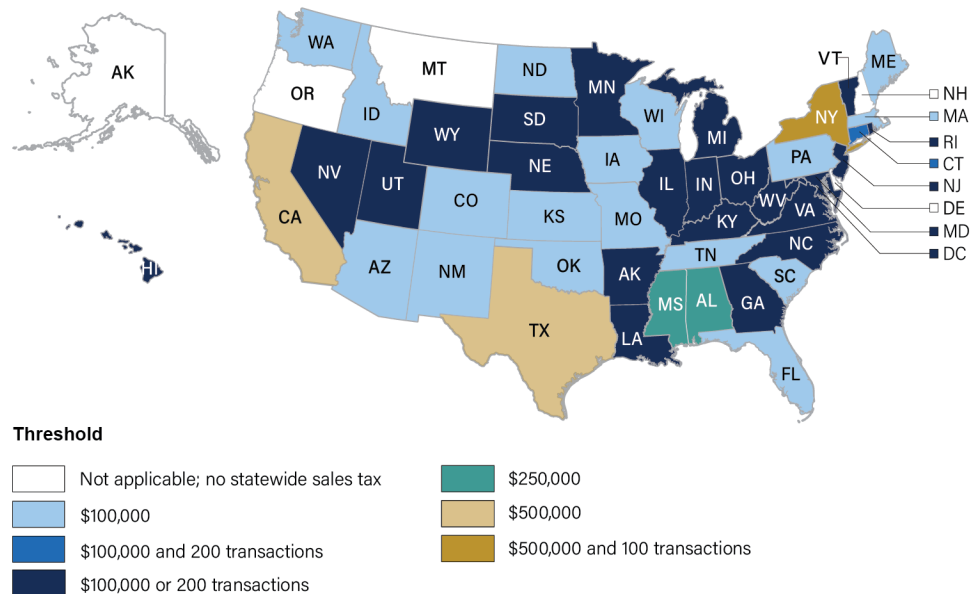 AK
WA
OR
MT
ID
ND
MN
WI
MI
VT
ME
NH
MA
RI
CT
NJ
DE
MD
DC
NY
PA
WY
SD
NE
IA
NV
UT
CO
KS
MO
IL
IN
OH
WV
VA
KY
NC
CA
AZ
NM
OK
AK
TN
SC
MS
AL
GA
TX
LA
FL
HI
Threshold
Not applicable; no statewide sales tax
$100,000
$100,000 and 200 transactions
$100,000 or 200 transactions
$250,000
$500,000
$500,000 and 100 transactions